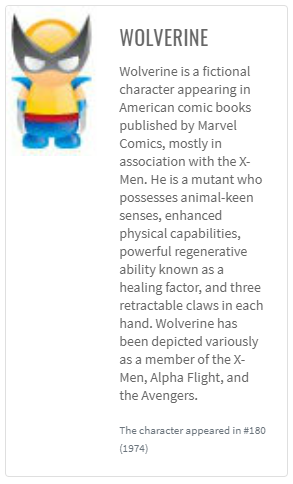 WOLVERINE
Wolverine is a fictional
character appearing in
American comic books
published by Marvel
Comics, mostly in
association with the X-
Men. He is a mutant who
possesses animal-keen
senses, enhanced
physical capabilities,
powerful regenerative
ability known as a
healing factor, and three
retractable claws in each
hand. Wolverine has
been depicted variously
as a member of the X-
Men, Alpha Flight, and
the Avengers.
The character appeared in #180
(1974)